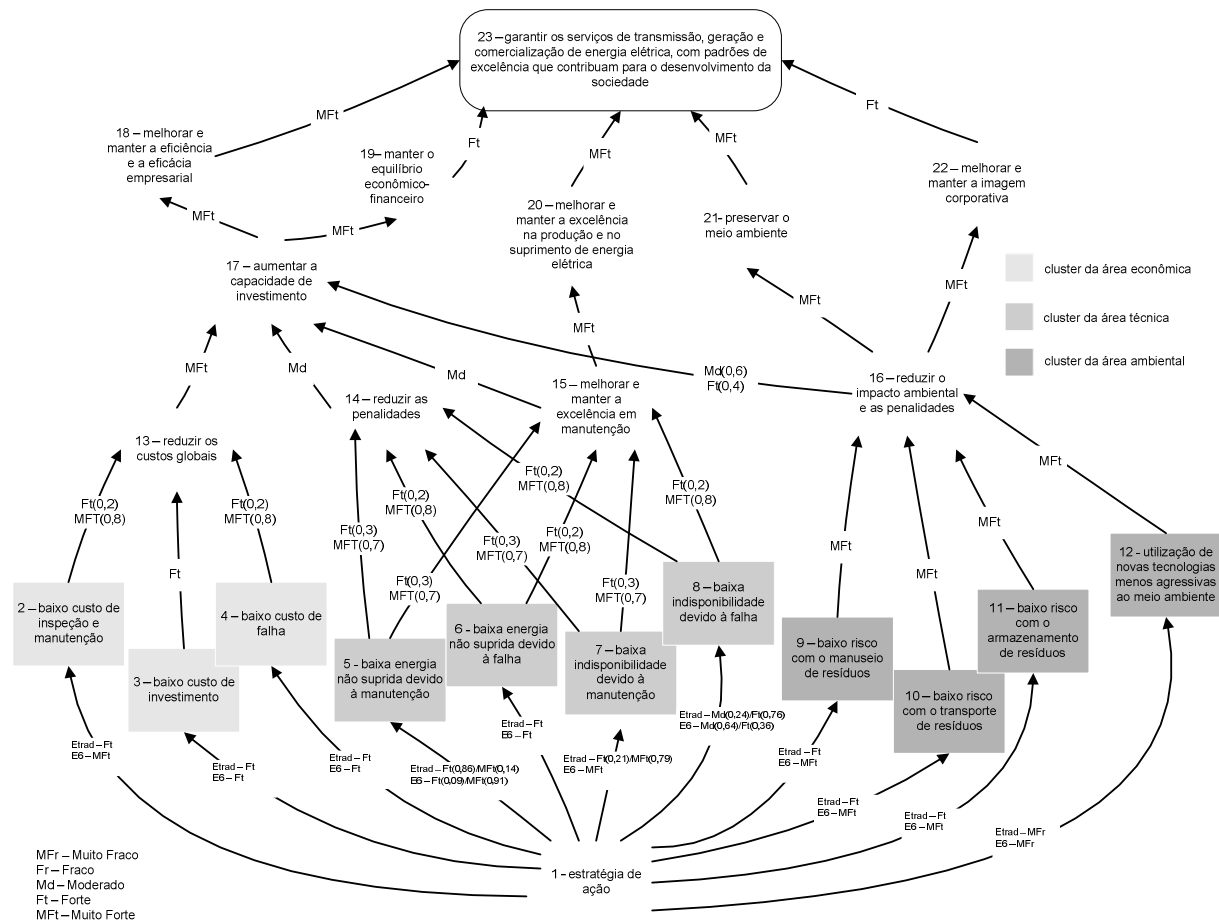 23 – garantir os serviços de transmissão, geração e
comercialização de energia elétrica, com padrões de
excelência que contribuam para o desenvolvimento da
sociedade
MFt
Ft
MFt
MFt
Ft
18 – melhorar e
manter a eficiência
e a eficácia
empresarial
19 – manter o
equilíbrio
econômico-
financeiro
20 – melhorar e
manter a excelência
na produção e no
suprimento de energia
elétrica
21- preservar o
meio ambiente
22 – melhorar e
manter a imagem
corporativa
MFt
MFt
MFt
MFt
MFt
17 – aumentar a
capacidade de
investimento
cluster da área econômica
cluster da área técnica
cluster da área ambiental
MFt
Md
Md
Md(0,6)
Ft(0,4)
13 – reduzir os
custos globais
14 – reduzir as
penalidades
15 – melhorar e
manter a
excelência em
manutenção
16 – reduzir o
impacto ambiental
e as penalidades
Ft(0,2)
MFT(0,8)
Ft
Ft(0,2)
MFT(0,8)
Ft(0,3)
MFT(0,7)
Ft(0,2)
MFT(0,8)
Ft(0,3)
MFT(0,7)
Ft(0,2)
MFT(0,8)
Ft(0,3)
MFT(0,7)
Ft(0,2)
MFT(0,8)
Ft(0,3)
MFT(0,7)
Ft(0,2)
MFT(0,8)
MFt
MFt
MFt
MFt
2 – baixo custo de
inspeção e
manutenção
3 – baixo custo de
investimento
4 – baixo custo de
falha
5 – baixa energia
não suprida devido
à manutenção
6 – baixa energia
não suprida devido
à falha
7 – baixa
indisponibilidade
devido à
manutenção
8 – baixa
indisponibilidade
devido à falha
9 – baixo risco
com o manuseio
de resíduos
10 – baixo risco
com o transporte
de resíduos
11 – baixo risco
com o
armazenamento
de resíduos
12 - utilização de
novas tecnologias
menos agressivas
ao meio ambiente
Etrad – Ft
E6 – MFt
Etrad – Ft
E6 – Ft
Etrad – Ft
E6 – Ft
Etrad – Ft(0,86)/MFt(0,14)
E6 – Ft(0,09)/MFt(0,91)
Etrad – Ft
E6 – Ft
Etrad – Ft(0,21)/MFt(0,79)
E6 – MFt
Etrad – Md(0,24)/Ft(0,76)
E6 – Md(0,64)/Ft(0,36)
Etrad – Ft
E6 – MFt
Etrad – Ft
E6 – MFt
Etrad – Ft
E6 – MFt
Etrad – MFr
E6 – MFr
1 - estratégia de
ação
MFr – Muito Fraco
Fr – Fraco
Md – Moderado
Ft – Forte
MFt – Muito Forte